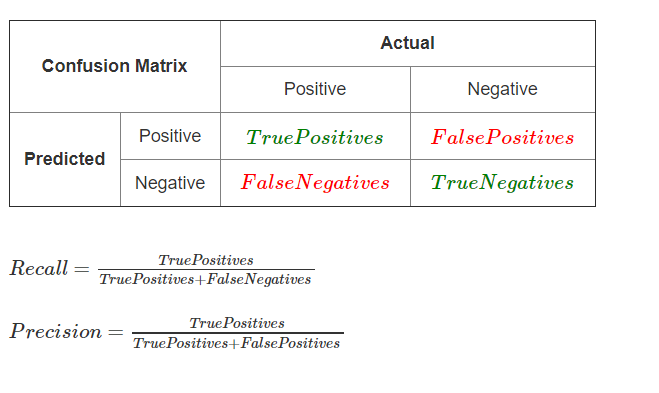 Actual
Confusion Matrix
Positive Negative
Positive TruePositives FalsePositives
Predicted
Negative FalseNegatives TrueNegatives
Recall = TruePositives
TruePositives+FalseNegatives
Precision = TruePositives
TruePositives+FalsePositives